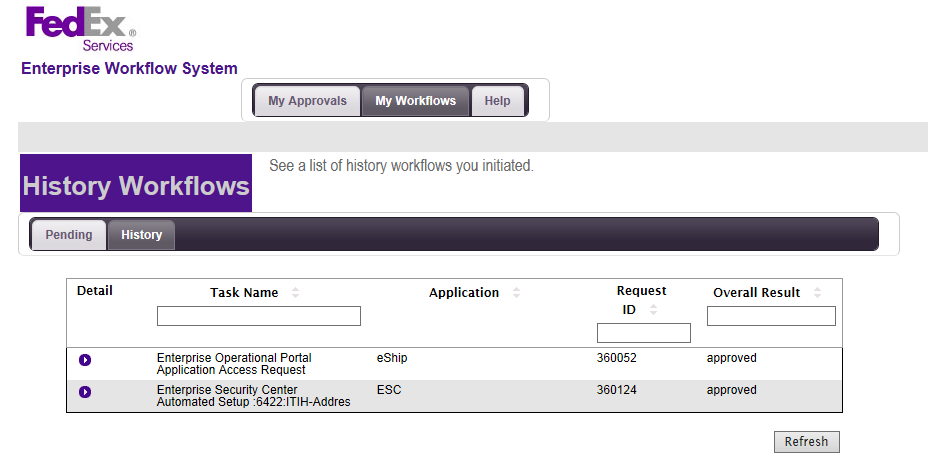 FedEx®
Services
Enterprise Workflow System
My Approvals My Workflows Help
See a list of history workflows you initiated.
History Workflows
Pending History
Detail Task Name Application Request ID Overall Result
Enterprise Operational Portal Application Access Request eShip 360052 approved
Enterprise Security Center Automated Setup :6422:ITIH-Addres ESC 360124 approved
Refresh